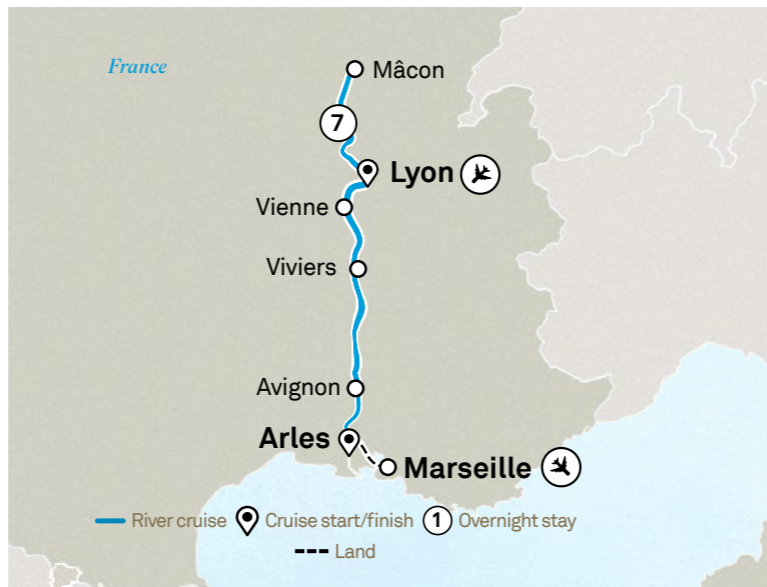 France
Mâcon
7
Lyon
Vienne
Viviers
Avignon
Arles
Marseille
River cruise Cruise start/finish 1 Overnight stay
Land